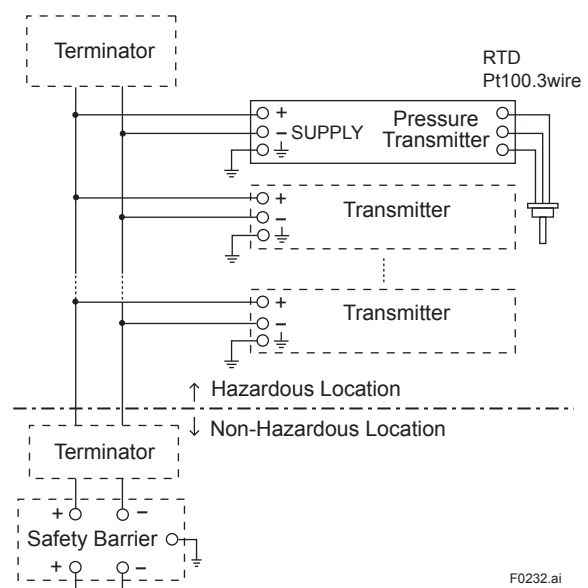 Terminator
RTD
Pt100.3wire
+
Pressure
− SUPPLY
Transmitter
+
Transmitter
−
+
Transmitter
−
↑ Hazardous Location
↓ Non-Hazardous Location
Terminator
+ −
Safety Barrier
+ −
F0232.ai